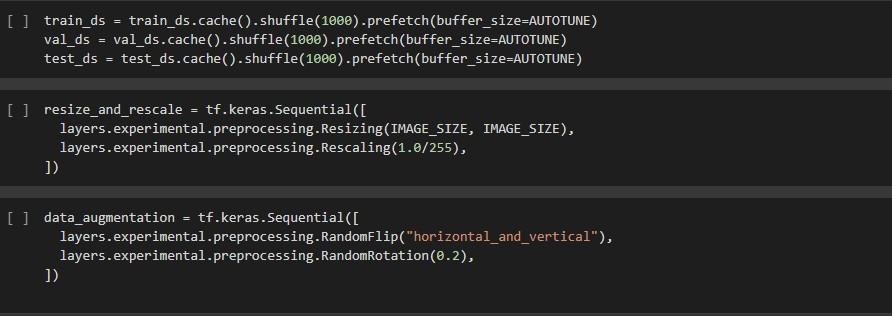 [ ] train_ds = train_ds.cache().shuffle(1000).prefetch(buffer_size=AUTOTUNE)
val_ds = val_ds.cache().shuffle(1000).prefetch(buffer_size=AUTOTUNE)
test_ds = test_ds.cache().shuffle(1000).prefetch(buffer_size=AUTOTUNE)
[ ] resize_and_rescale = tf.keras.Sequential([
layers.experimental.preprocessing.Resizing(IMAGE_SIZE, IMAGE_SIZE),
layers.experimental.preprocessing.Rescaling(1.0/255),
])
[ ] data_augmentation = tf.keras.Sequential([
layers.experimental.preprocessing.RandomFlip("horizontal_and_vertical"),
layers.experimental.preprocessing.RandomRotation(0.2),
])